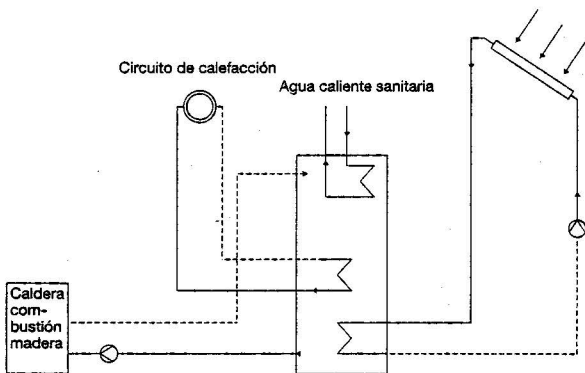 Circuito de calefacción
Agua caliente sanitaria
Caldera
com-
bustión
madera